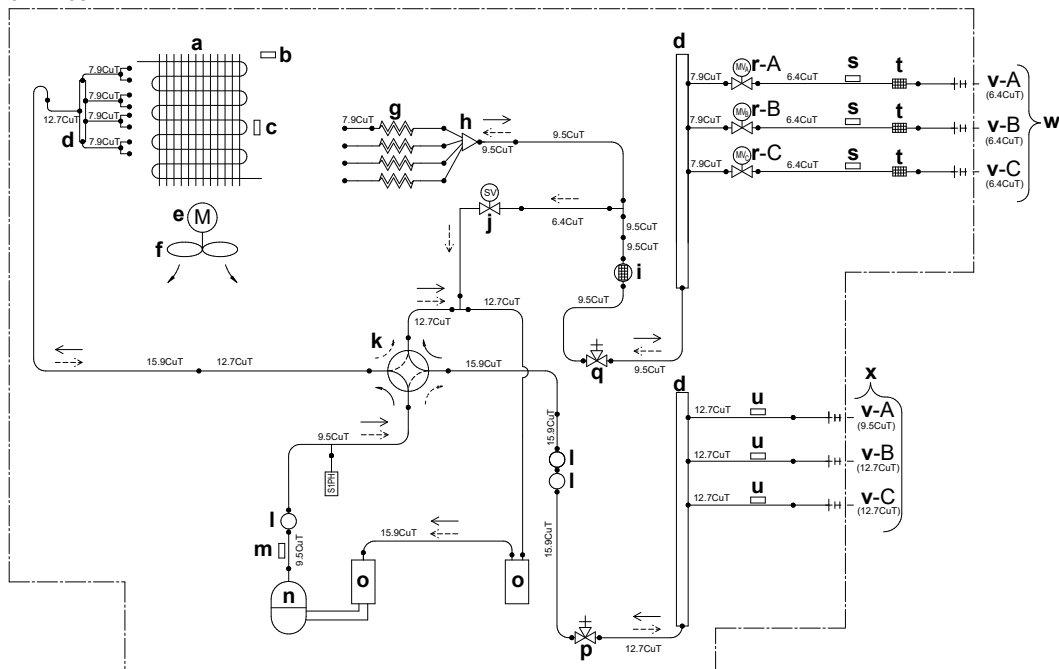 a
b
7.9CuT
7.9CuT
7.9CuT
7.9CuT
12.7CuT
d
c
e
M
f
g
7.9CuT
h
9.5CuT
9.5CuT
SV
j
6.4CuT
9.5CuT
9.5CuT
i
9.5CuT
q
9.5CuT
d
7.9CuT
MVA
r-A
6.4CuT
s
t
v-A
(6.4CuT)
7.9CuT
MVB
r-B
6.4CuT
s
t
v-B
(6.4CuT)
7.9CuT
MVC
r-C
6.4CuT
s
t
v-C
(6.4CuT)
w
12.7CuT
12.7CuT
k
15.9CuT
12.7CuT
15.9CuT
9.5CuT
S1PH
l
m
9.5CuT
n
o
15.9CuT
o
15.9CuT
l
l
15.9CuT
p
12.7CuT
d
x
12.7CuT
u
v-A
(9.5CuT)
12.7CuT
u
v-B
(12.7CuT)
12.7CuT
u
v-C
(12.7CuT)